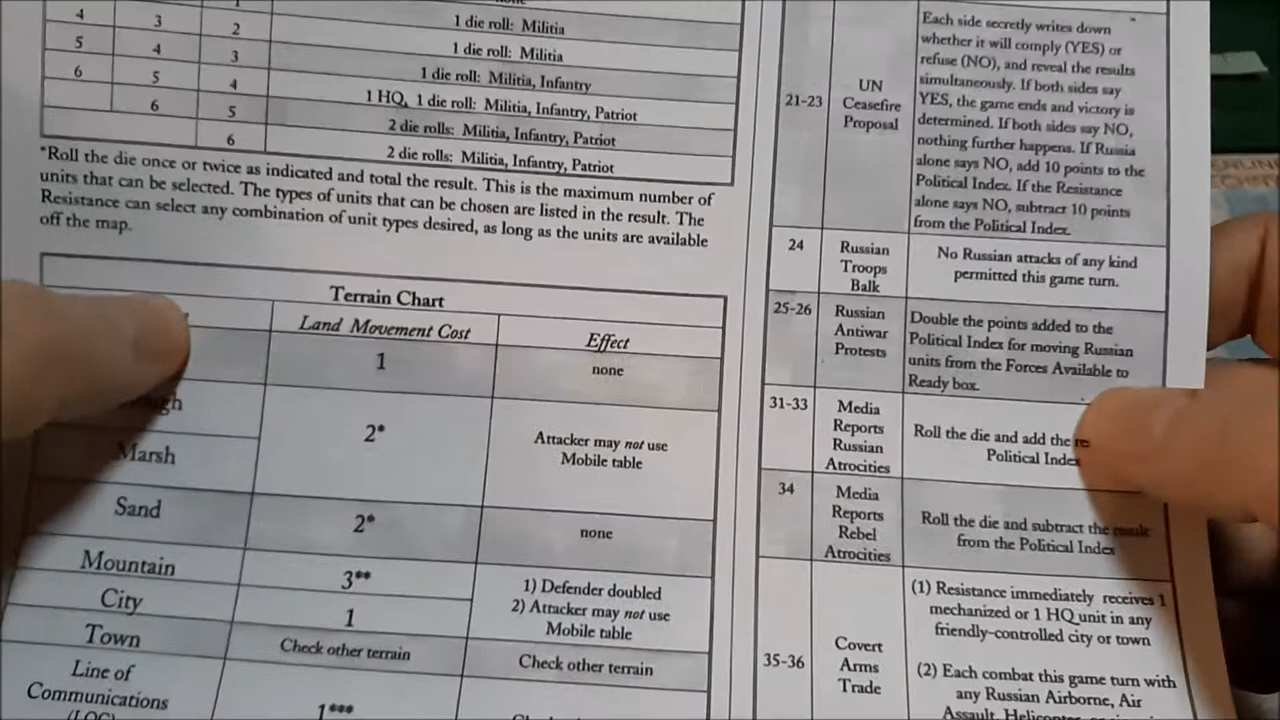 4 3 2 1 die roll: Militia
5 4 3 1 die roll: Militia
6 5 4 1 die roll: Militia, Infantry
6 5 1 HQ, 1 die roll: Militia, Infantry, Patriot
6 2 die rolls: Militia, Infantry, Patriot
2 die rolls: Militia, Infantry, Patriot
*Roll the die once or twice as indicated and total the result. This is the maximum number of
units that can be selected. The types of units that can be chosen are listed in the result. The
Resistance can select any combination of unit types desired, as long as the units are available
off the map.
Terrain Chart
Land Movement Cost Effect
1 none
Marsh
2*
Attacker may not use
Mobile table
Sand 2* none
Mountain 3**
City 1
1) Defender doubled
2) Attacker may not use
Mobile table
Town Check other terrain Check other terrain
Line of
Communications
(LOC)
1***
21-23
UN
Ceasefire
Proposal
Each side secretly writes down
whether it will comply (YES) or
refuse (NO), and reveal the results
simultaneously. If both sides say
YES, the game ends and victory is
determined. If both sides say NO,
nothing further happens. If Russia
alone says NO, add 10 points to the
Political Index. If the Resistance
alone says NO, subtract 10 points
from the Political Index.
24
Russian
Troops
Balk
No Russian attacks of any kind
permitted this game turn.
25-26
Russian
Antiwar
Protests
Double the points added to the
Political Index for moving Russian
units from the Forces Available to
Ready box.
31-33
Media
Reports
Russian
Atrocities
Roll the die and add the
Political Index
34
Media
Reports
Rebel
Atrocities
Roll the die and subtract the result
from the Political Index
35-36
Covert
Arms
Trade
(1) Resistance immediately receives 1
mechanized or 1 HQ unit in any
friendly-controlled city or town
(2) Each combat this game turn with
any Russian Airborne, Air
Assault, Helicopter